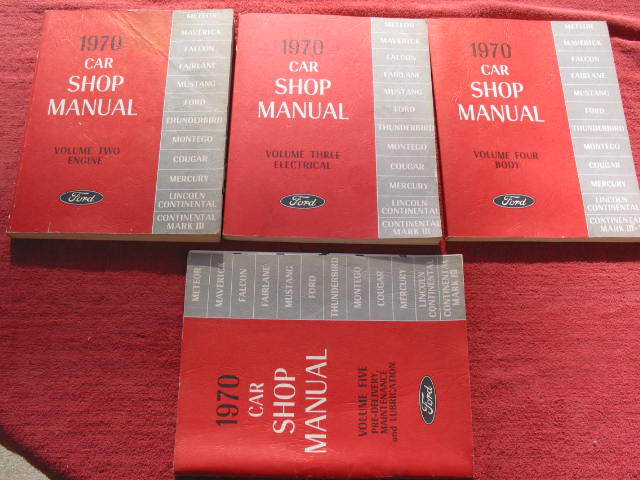 1970
CAR
SHOP
MANUAL
VOLUME TWO
ENGINE
Ford
METEOR
MAVERICK
FALCON
FAIRLANE
MUSTANG
FORD
THUNDERBIRD
MONTEGO
COUGAR
MERCURY
LINCOLN
CONTINENTAL
CONTINENTAL
MARK III
1970
CAR
SHOP
MANUAL
VOLUME THREE
ELECTRICAL
Ford
METEOR
MAVERICK
FALCON
FAIRLANE
MUSTANG
FORD
THUNDERBIRD
MONTEGO
COUGAR
MERCURY
LINCOLN
CONTINENTAL
CONTINENTAL
MARK III
1970
CAR
SHOP
MANUAL
VOLUME FOUR
BODY
Ford
METEOR
MAVERICK
FALCON
FAIRLANE
MUSTANG
FORD
THUNDERBIRD
MONTEGO
COUGAR
MERCURY
LINCOLN
CONTINENTAL
CONTINENTAL
MARK III
1970
CAR
SHOP
MANUAL
VOLUME FIVE
PRE-DELIVERY,
MAINTENANCE
and LUBRICATION
Ford
METEOR
MAVERICK
FALCON
FAIRLANE
MUSTANG
FORD
THUNDERBIRD
MONTEGO
COUGAR
MERCURY
LINCOLN
CONTINENTAL
CONTINENTAL
MARK III